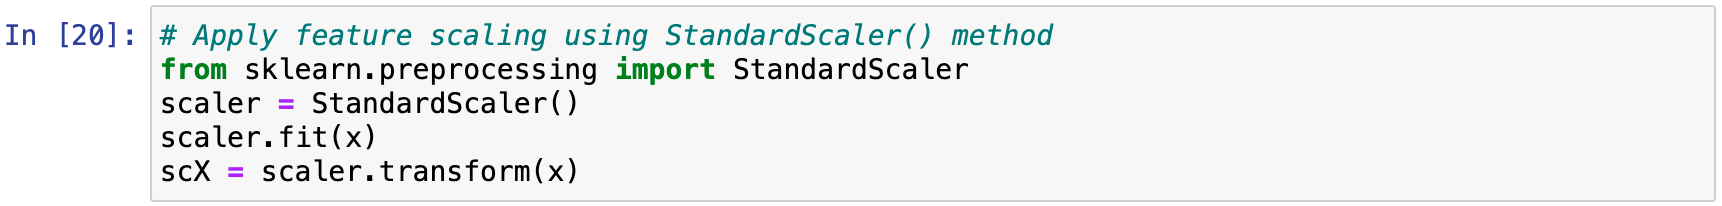 In [20]: # Apply feature scaling using StandardScaler() method
from sklearn.preprocessing import StandardScaler
scaler = StandardScaler()
scaler.fit(x)
scX = scaler.transform(x)